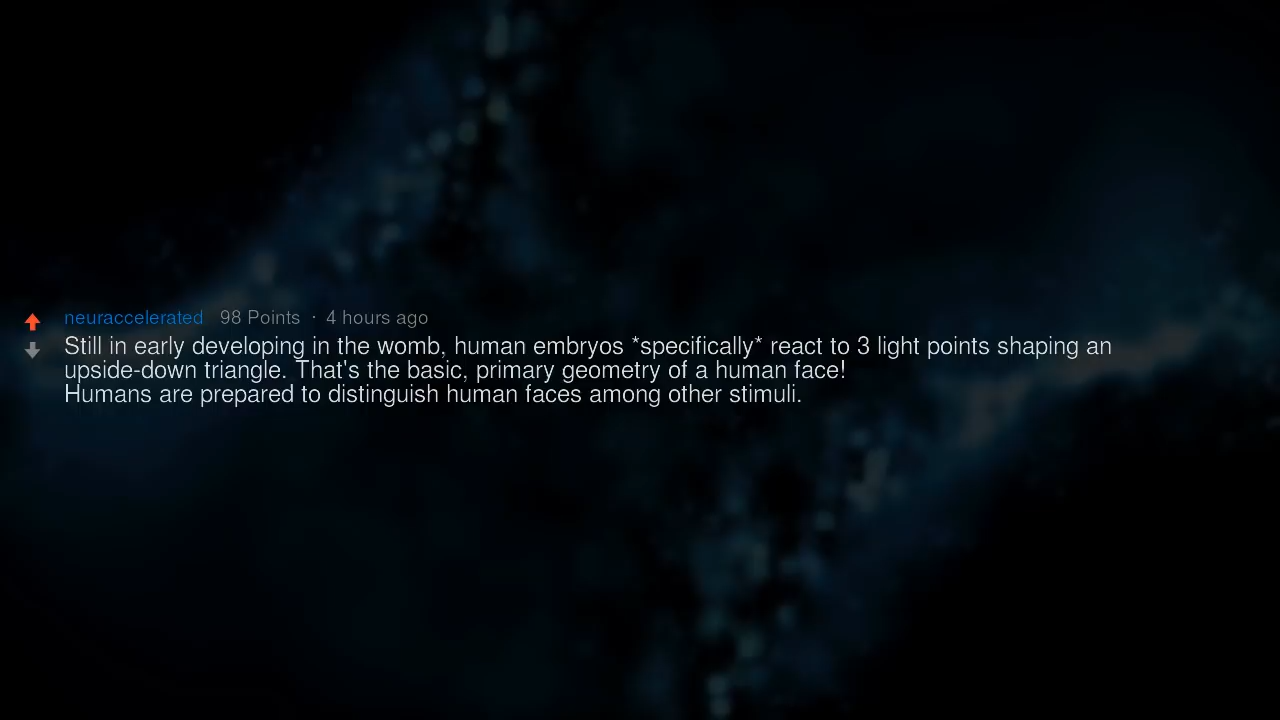 neuraccelerated 98 Points · 4 hours ago
Still in early developing in the womb, human embryos *specifically* react to 3 light points shaping an
upside-down triangle. That's the basic, primary geometry of a human face!
Humans are prepared to distinguish human faces among other stimuli.